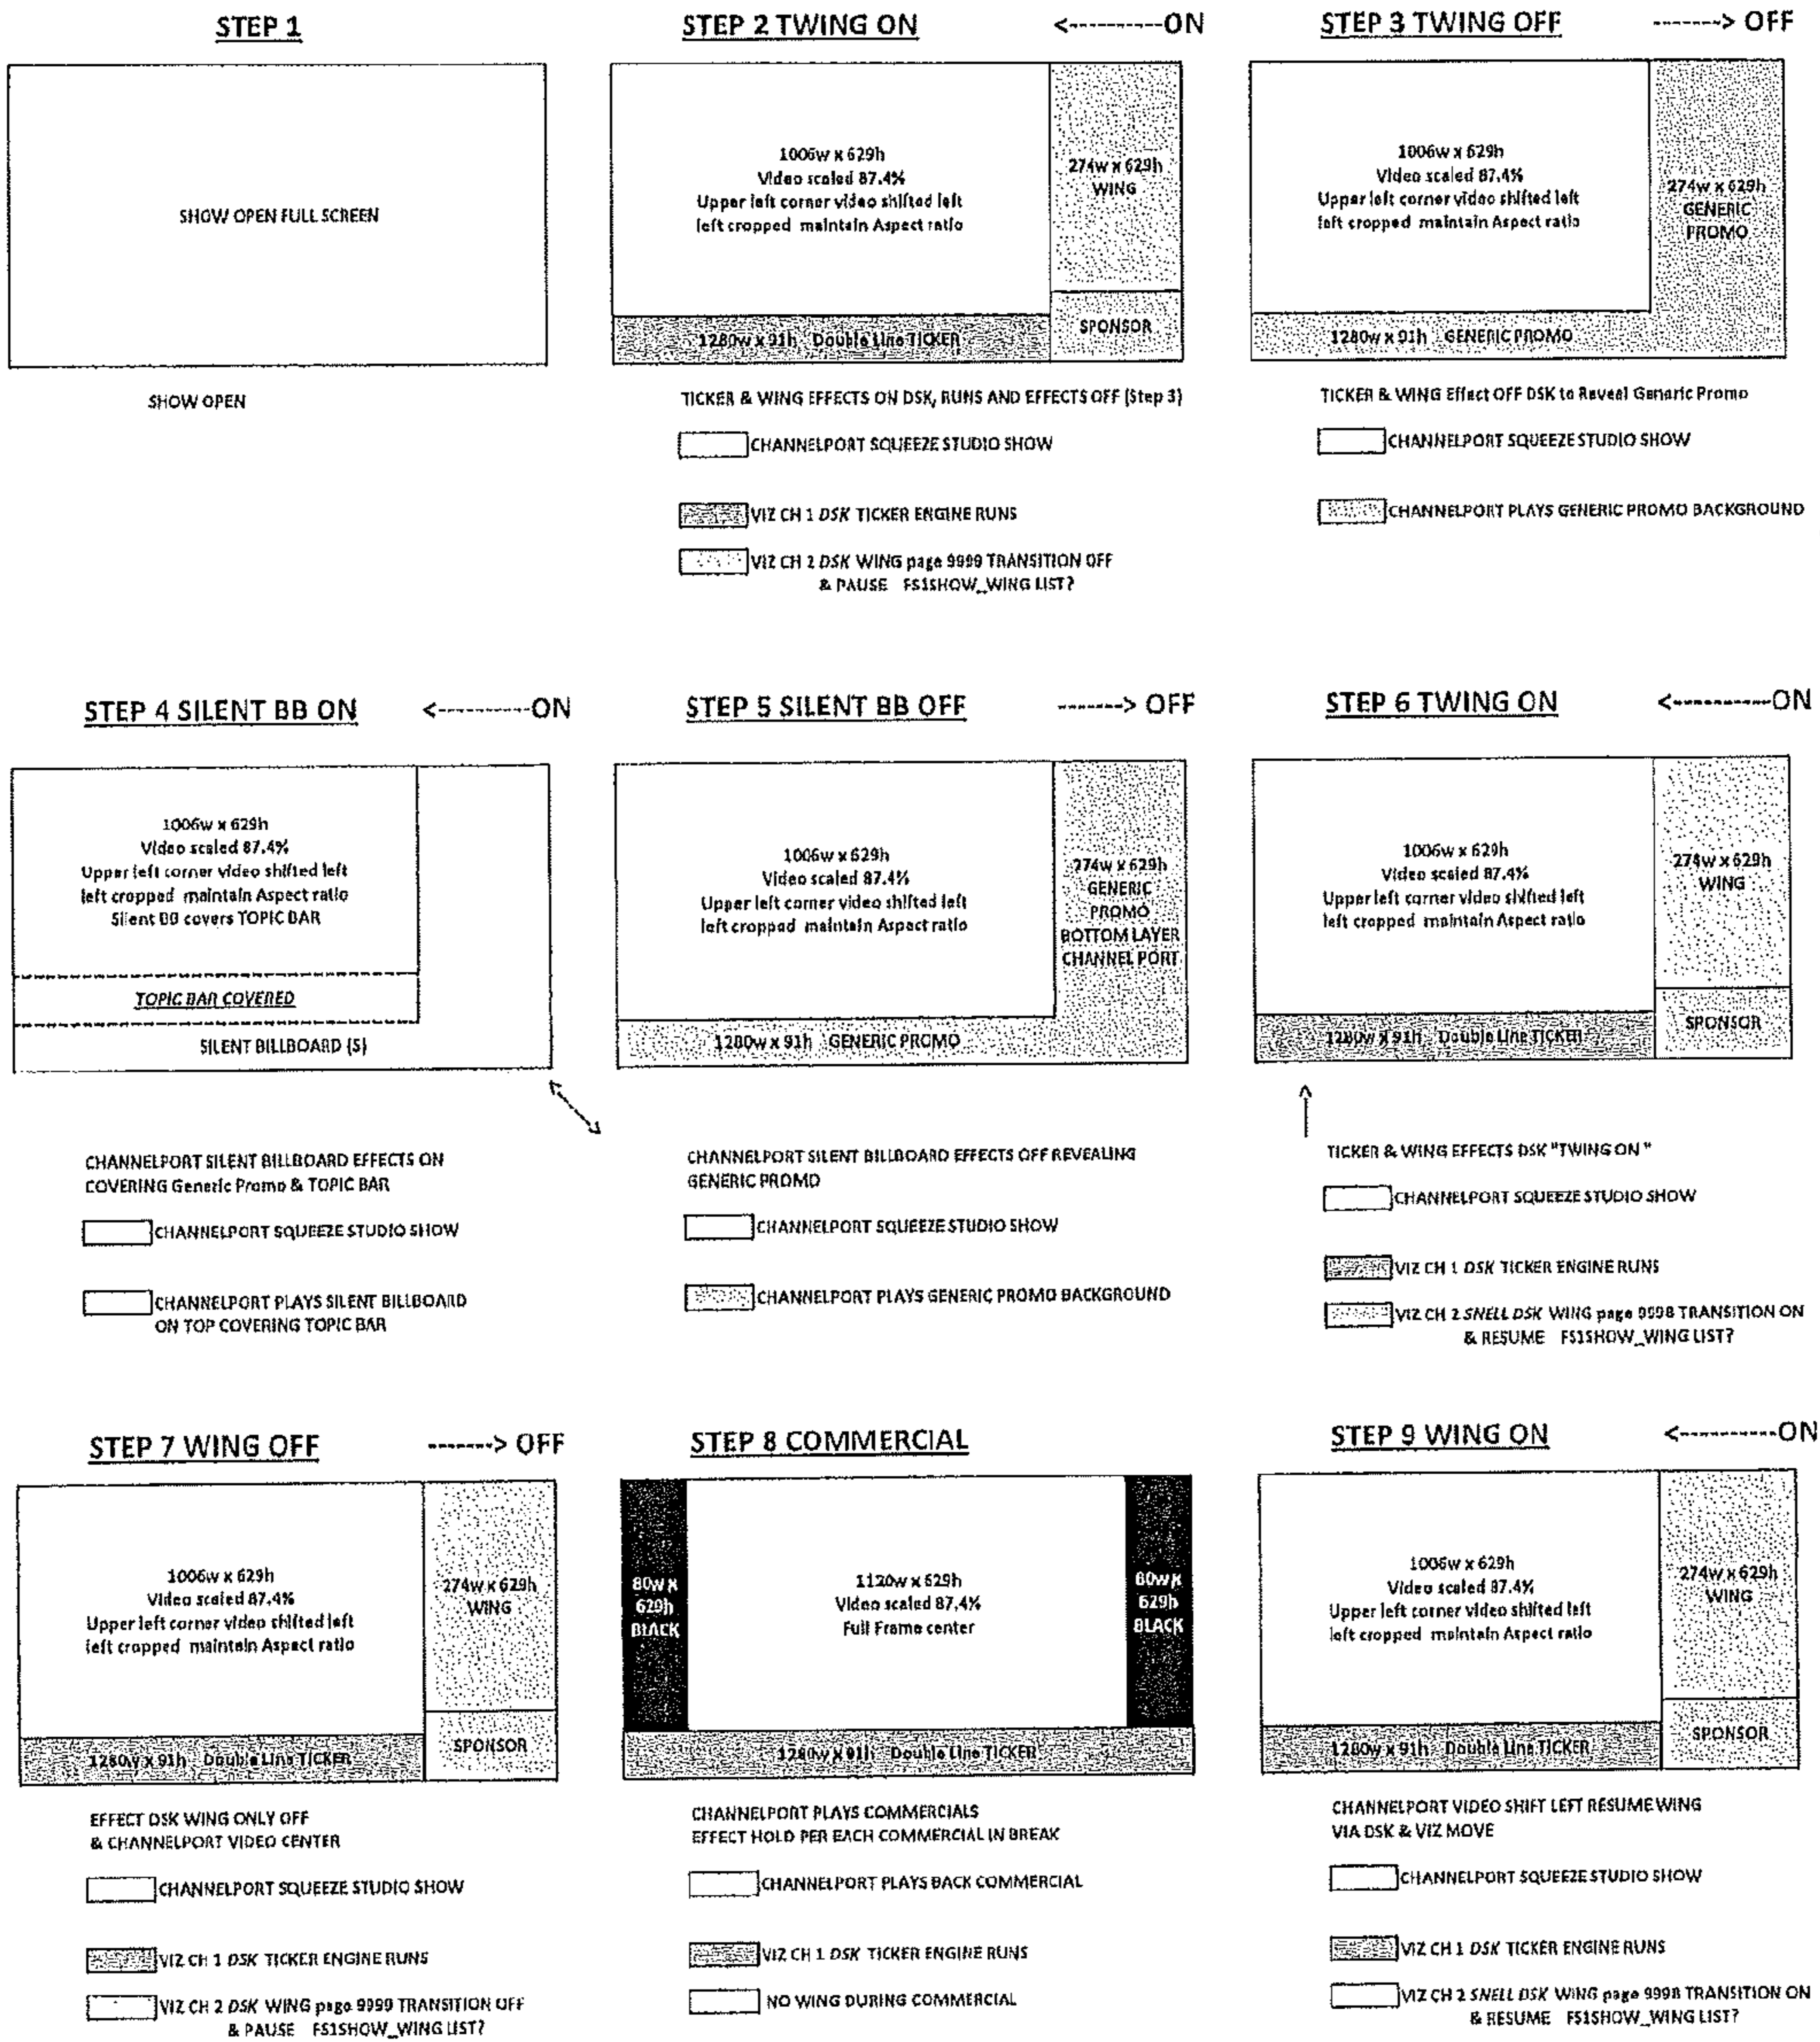 STEP 1
SHOW OPEN FULL SCREEN
SHOW OPEN
STEP 2 TWING ON <----------ON
1006w x 629h
Video scaled 87.4%
Upper left corner video shifted left
left cropped maintain Aspect ratio
274w x 629h
WING
SPONSOR
1280w x 91h Double Line TICKER
TICKER & WING EFFECTS ON DSK, RUNS AND EFFECTS OFF (Step 3)
CHANNELPORT SQUEEZE STUDIO SHOW
VIZ CH 1 DSK TICKER ENGINE RUNS
VIZ CH 2 DSK WING page 9999 TRANSITION OFF
& PAUSE FS1SHOW_WING LIST?
STEP 3 TWING OFF -------> OFF
1006w x 629h
Video scaled 87.4%
Upper left corner video shifted left
left cropped maintain Aspect ratio
274w x 629h
GENERIC
PROMO
1280w x 91h GENERIC PROMO
TICKER & WING Effect OFF DSK to Reveal Generic Promo
CHANNELPORT SQUEEZE STUDIO SHOW
CHANNELPORT PLAYS GENERIC PROMO BACKGROUND
STEP 4 SILENT BB ON <----------ON
1006w x 629h
Video scaled 87.4%
Upper left corner video shifted left
left cropped maintain Aspect ratio
Silent BB covers TOPIC BAR
TOPIC BAR COVERED
SILENT BILLBOARD (S)
CHANNELPORT SILENT BILLBOARD EFFECTS ON
COVERING Generic Promo & TOPIC BAR
CHANNELPORT SQUEEZE STUDIO SHOW
CHANNELPORT PLAYS SILENT BILLBOARD
ON TOP COVERING TOPIC BAR
STEP 5 SILENT BB OFF -------> OFF
1006w x 629h
Video scaled 87.4%
Upper left corner video shifted left
left cropped maintain Aspect ratio
274w x 629h
GENERIC
PROMO
BOTTOM LAYER
CHANNEL PORT
1280w x 91h GENERIC PROMO
CHANNELPORT SILENT BILLBOARD EFFECTS OFF REVEALING
GENERIC PROMO
CHANNELPORT SQUEEZE STUDIO SHOW
CHANNELPORT PLAYS GENERIC PROMO BACKGROUND
STEP 6 TWING ON <----------ON
1006w x 629h
Video scaled 87.4%
Upper left corner video shifted left
left cropped maintain Aspect ratio
274w x 629h
WING
SPONSOR
1280w x 91h Double Line TICKER
TICKER & WING EFFECTS DSK "TWING ON "
CHANNELPORT SQUEEZE STUDIO SHOW
VIZ CH 1 DSK TICKER ENGINE RUNS
VIZ CH 2 SNELL DSK WING page 9998 TRANSITION ON
& RESUME FS1SHOW_WING LIST?
STEP 7 WING OFF -------> OFF
1006w x 629h
Video scaled 87.4%
Upper left corner video shifted left
left cropped maintain Aspect ratio
274w x 629h
WING
SPONSOR
1280w x 91h Double Line TICKER
EFFECT DSK WING ONLY OFF
& CHANNELPORT VIDEO CENTER
CHANNELPORT SQUEEZE STUDIO SHOW
VIZ CH 1 DSK TICKER ENGINE RUNS
VIZ CH 2 DSK WING page 9999 TRANSITION OFF
& PAUSE FS1SHOW_WING LIST?
STEP 8 COMMERCIAL
80w x
629h
BLACK
1120w x 629h
Video scaled 87.4%
Full Frame center
80w x
629h
BLACK
1280w x 91h Double Line TICKER
CHANNELPORT PLAYS COMMERCIALS
EFFECT HOLD PER EACH COMMERCIAL IN BREAK
CHANNELPORT PLAYS BACK COMMERCIAL
VIZ CH 1 DSK TICKER ENGINE RUNS
NO WING DURING COMMERCIAL
STEP 9 WING ON <----------ON
1006w x 629h
Video scaled 87.4%
Upper left corner video shifted left
left cropped maintain Aspect ratio
274w x 629h
WING
SPONSOR
1280w x 91h Double Line TICKER
CHANNELPORT VIDEO SHIFT LEFT RESUME WING
VIA DSK & VIZ MOVE
CHANNELPORT SQUEEZE STUDIO SHOW
VIZ CH 1 DSK TICKER ENGINE RUNS
VIZ CH 2 SNELL DSK WING page 9998 TRANSITION ON
& RESUME FS1SHOW_WING LIST?